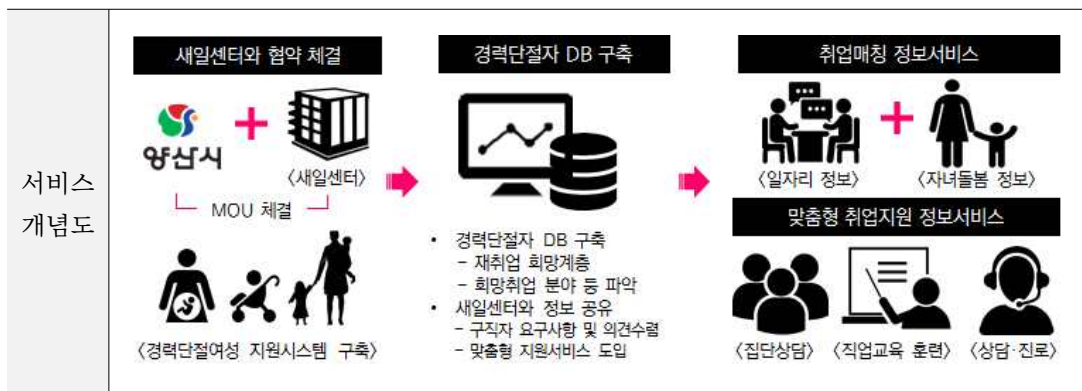 서비스
개념도
새일센터와 협약 체결
양산시
〈새일센터〉
MOU 체결
〈경력단절여성 지원시스템 구축〉
경력단절자 DB 구축
• 경력단절자 DB 구축
- 재취업 희망계층
- 희망취업 분야 등 파악
• 새일센터와 정보 공유
- 구직자 요구사항 및 의견수렴
- 맞춤형 지원서비스 도입
취업매칭 정보서비스
〈일자리 정보〉
〈자녀돌봄 정보〉
맞춤형 취업지원 정보서비스
〈집단상담〉
〈직업교육 훈련〉
〈상담·진로〉